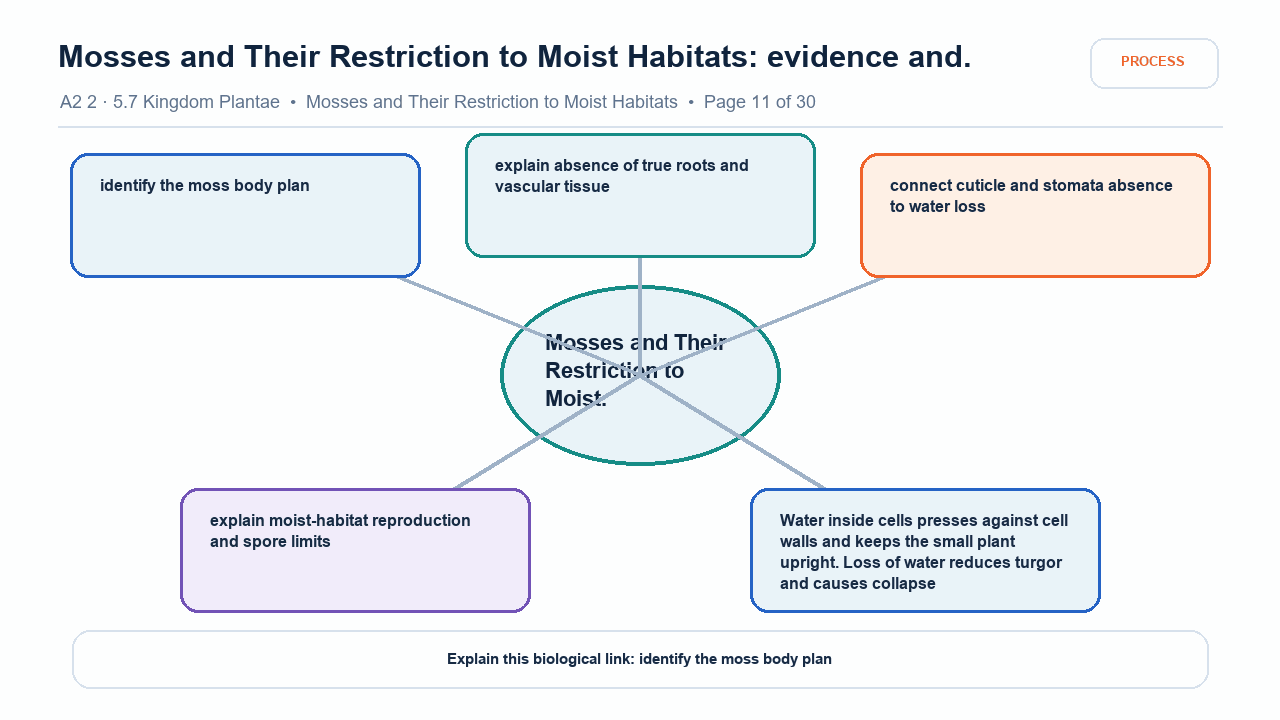 Mosses and Their Restriction to Moist Habitats: evidence and.
PROCESS
A2 2 · 5.7 Kingdom Plantae • Mosses and Their Restriction to Moist Habitats • Page 11 of 30
identify the moss body plan
explain absence of true roots and
vascular tissue
connect cuticle and stomata absence
to water loss
Mosses and Their
Restriction to
Moist.
explain moist-habitat reproduction
and spore limits
Water inside cells presses against cell
walls and keeps the small plant
upright. Loss of water reduces turgor
and causes collapse
Explain this biological link: identify the moss body plan